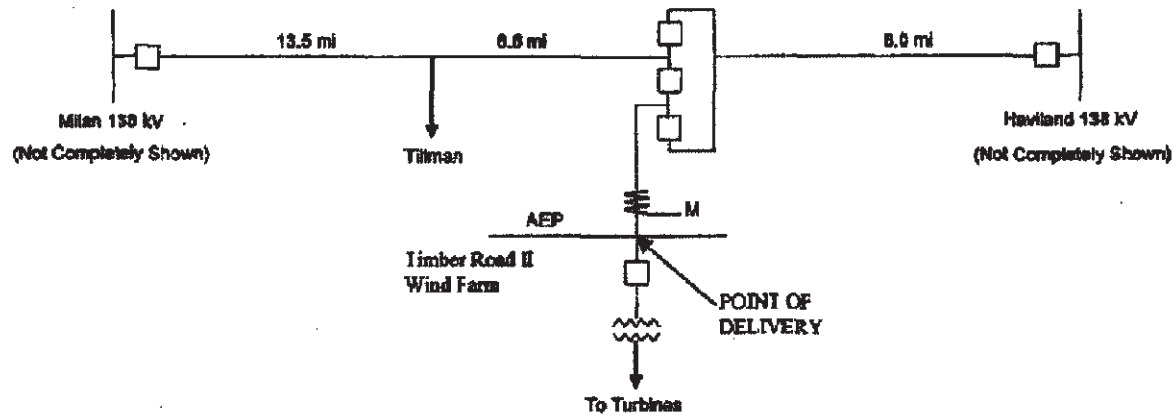 13.5 mi
6.6 mi
8.0 mi
Milan 138 kV
(Not Completely Shown)
Tillman
Haviland 138 kV
(Not Completely Shown)
M
AEP
Timber Road II
Wind Farm
POINT OF
DELIVERY
To Turbines